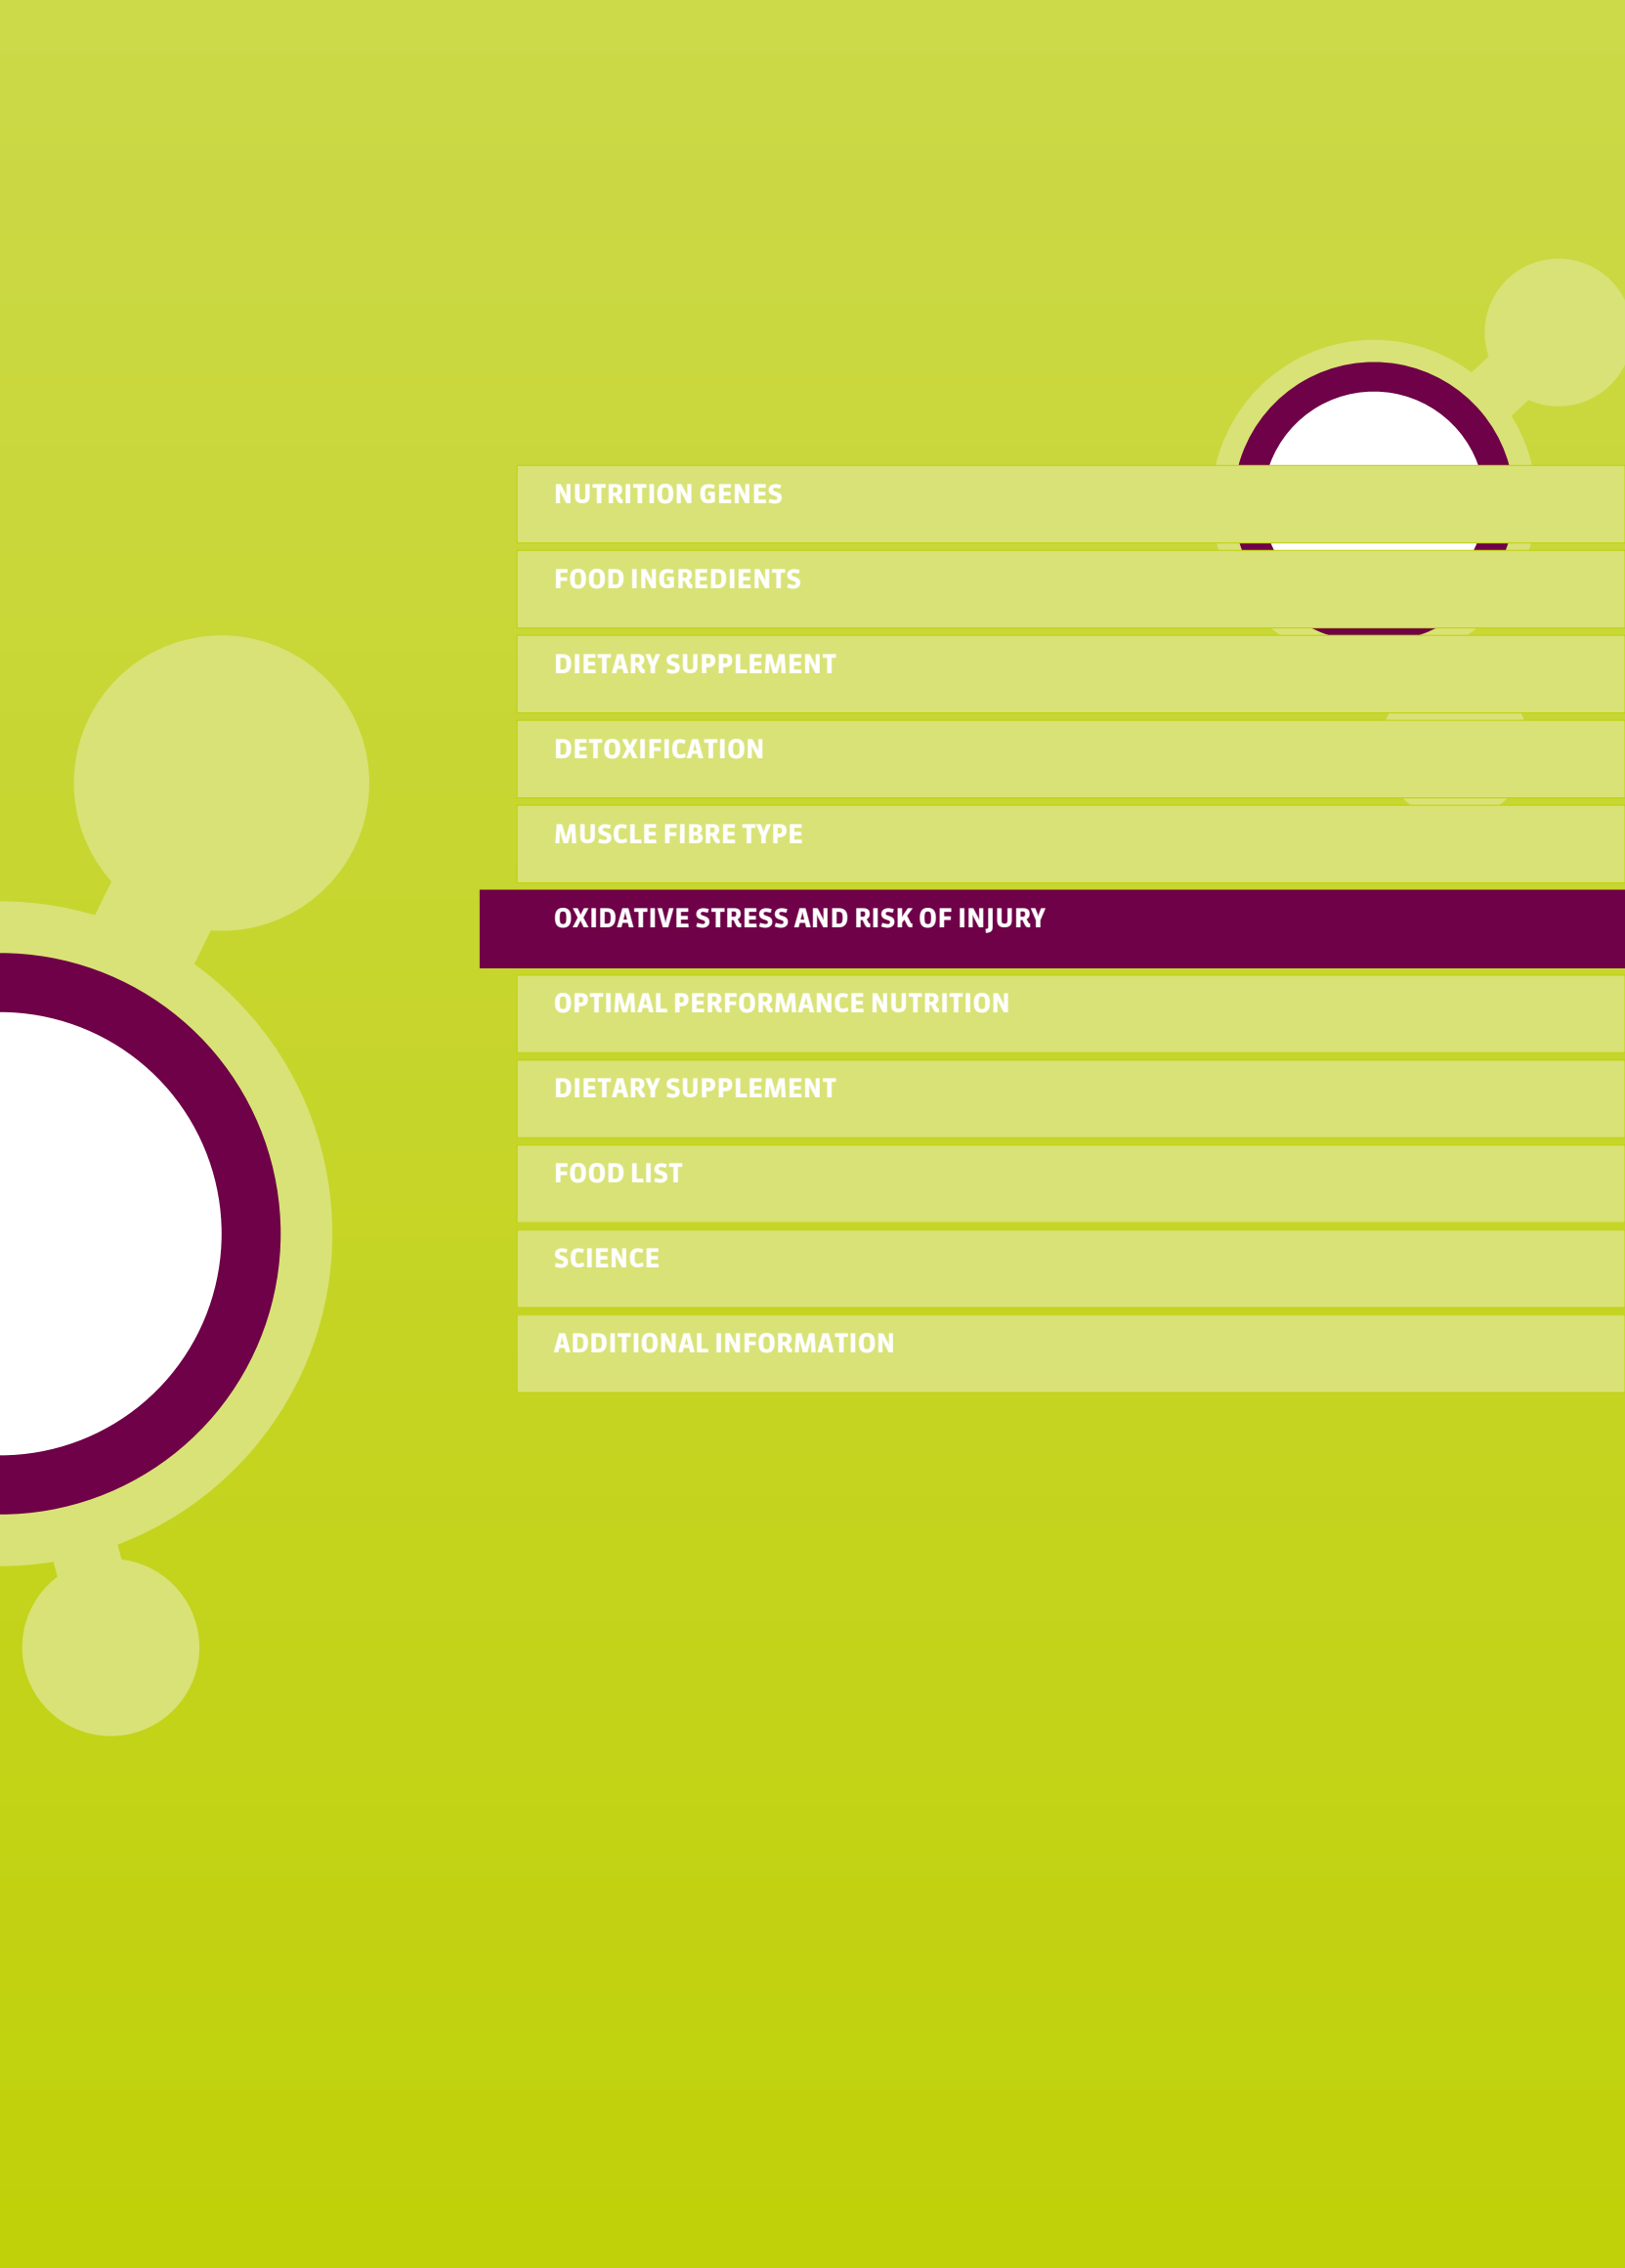 NUTRITION GENES
FOOD INGREDIENTS
DIETARY SUPPLEMENT
DETOXIFICATION
MUSCLE FIBRE TYPE
OXIDATIVE STRESS AND RISK OF INJURY
OPTIMAL PERFORMANCE NUTRITION
DIETARY SUPPLEMENT
FOOD LIST
SCIENCE
ADDITIONAL INFORMATION